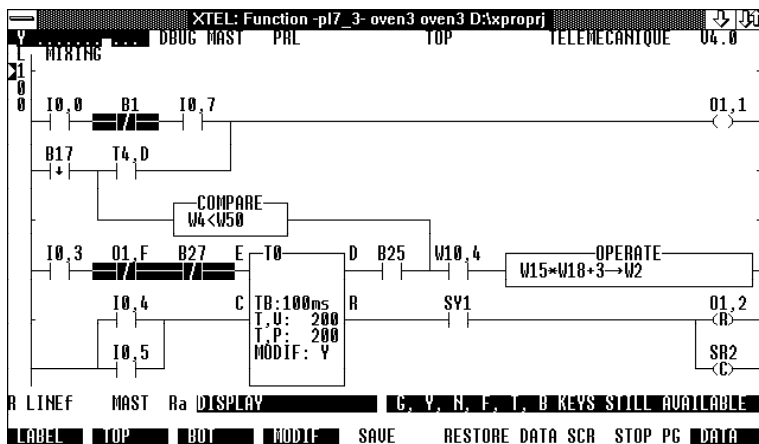 XTEL: Function -pl7_3- oven3 oven3 D:\xproprj
Y DBUG MAST PRL TOP TELEMECANIQUE V4.0
L MIXING
1
0
0
I0,0 B1 I0,7 O1,1
B17 T4,D
COMPARE
W4<W50
I0,3 O1,F B27 E T0 D B25 W10,4 OPERATE
W15*W18+3→W2
I0,4 C TB:100ms R SY1 O1,2
T,V: 200 (R)
T,P: 200
I0,5 MODIF: Y SR2
(C)
R LINEf MAST Ra DISPLAY G, Y, N, F, T, B KEYS STILL AVAILABLE
LABEL TOP BOT MODIF SAVE RESTORE DATA SCR STOP PG DATA